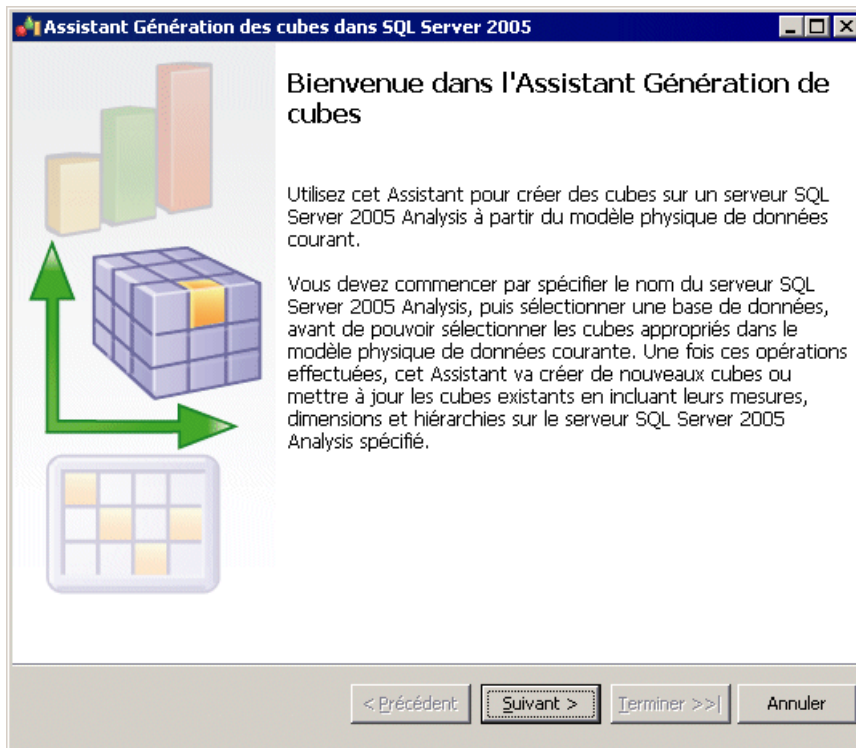 Assistant Génération des cubes dans SQL Server 2005
Bienvenue dans l'Assistant Génération de
cubes
Utilisez cet Assistant pour créer des cubes sur un serveur SQL
Server 2005 Analysis à partir du modèle physique de données
courant.
Vous devez commencer par spécifier le nom du serveur SQL
Server 2005 Analysis, puis sélectionner une base de données,
avant de pouvoir sélectionner les cubes appropriés dans le
modèle physique de données courante. Une fois ces opérations
effectuées, cet Assistant va créer de nouveaux cubes ou
mettre à jour les cubes existants en incluant leurs mesures,
dimensions et hiérarchies sur le serveur SQL Server 2005
Analysis spécifié.
< Précédent Suivant > Terminer >>| Annuler